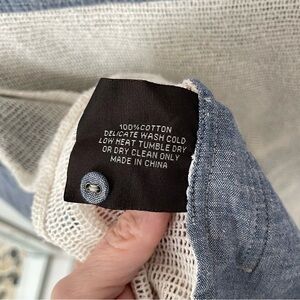 100%COTTON
DELICATE WASH COLD
LOW HEAT TUMBLE DRY
OR DRY CLEAN ONLY
MADE IN CHINA